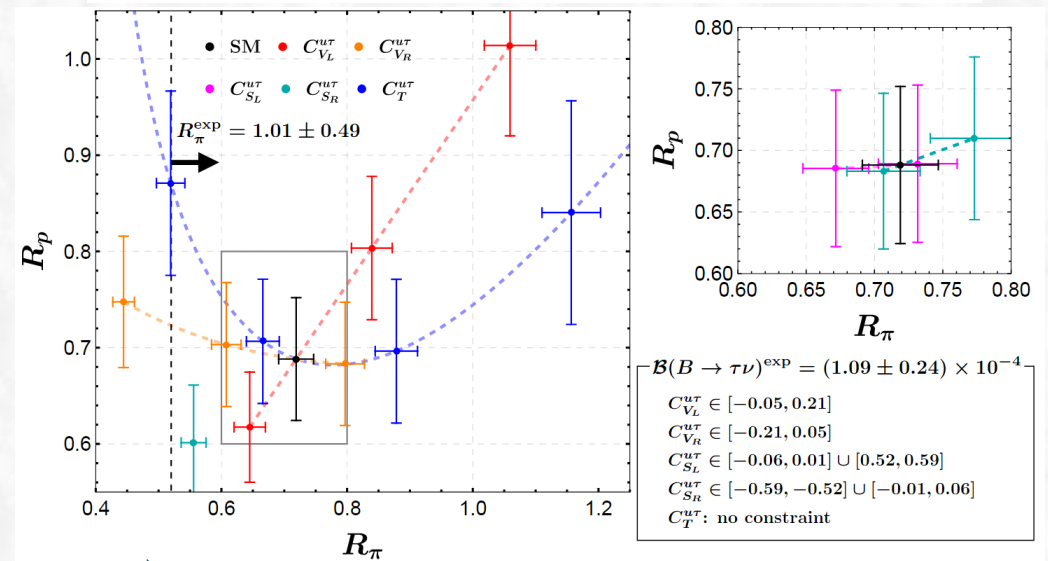 SM C_{V_L}^{uτ} C_{V_R}^{uτ}
C_{S_L}^{uτ} C_{S_R}^{uτ} C_T^{uτ}
R_π^{exp} = 1.01 ± 0.49
1.0
0.9
0.8
0.7
0.6
R_p
0.4 0.6 0.8 1.0 1.2
R_π
0.80
0.75
0.70
0.65
0.60
R_p
0.60 0.65 0.70 0.75 0.80
R_π
B(B → τν)^{exp} = (1.09 ± 0.24) × 10^{-4}
C_{V_L}^{uτ} ∈ [−0.05, 0.21]
C_{V_R}^{uτ} ∈ [−0.21, 0.05]
C_{S_L}^{uτ} ∈ [−0.06, 0.01] ∪ [0.52, 0.59]
C_{S_R}^{uτ} ∈ [−0.59, −0.52] ∪ [−0.01, 0.06]
C_T^{uτ}: no constraint